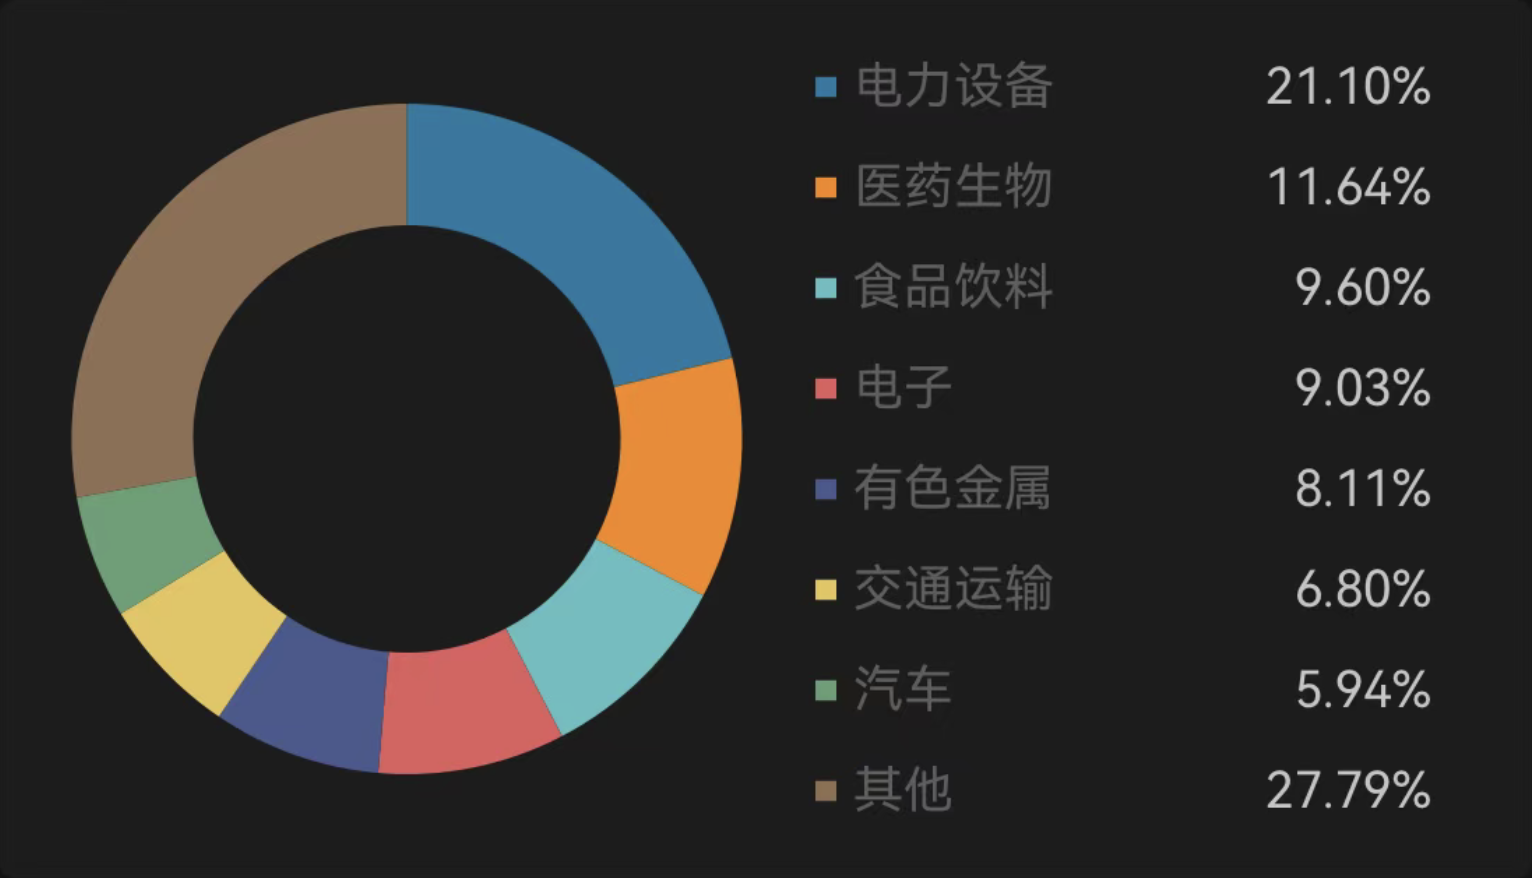 电力设备 21.10%
医药生物 11.64%
食品饮料 9.60%
电子 9.03%
有色金属 8.11%
交通运输 6.80%
汽车 5.94%
其他 27.79%